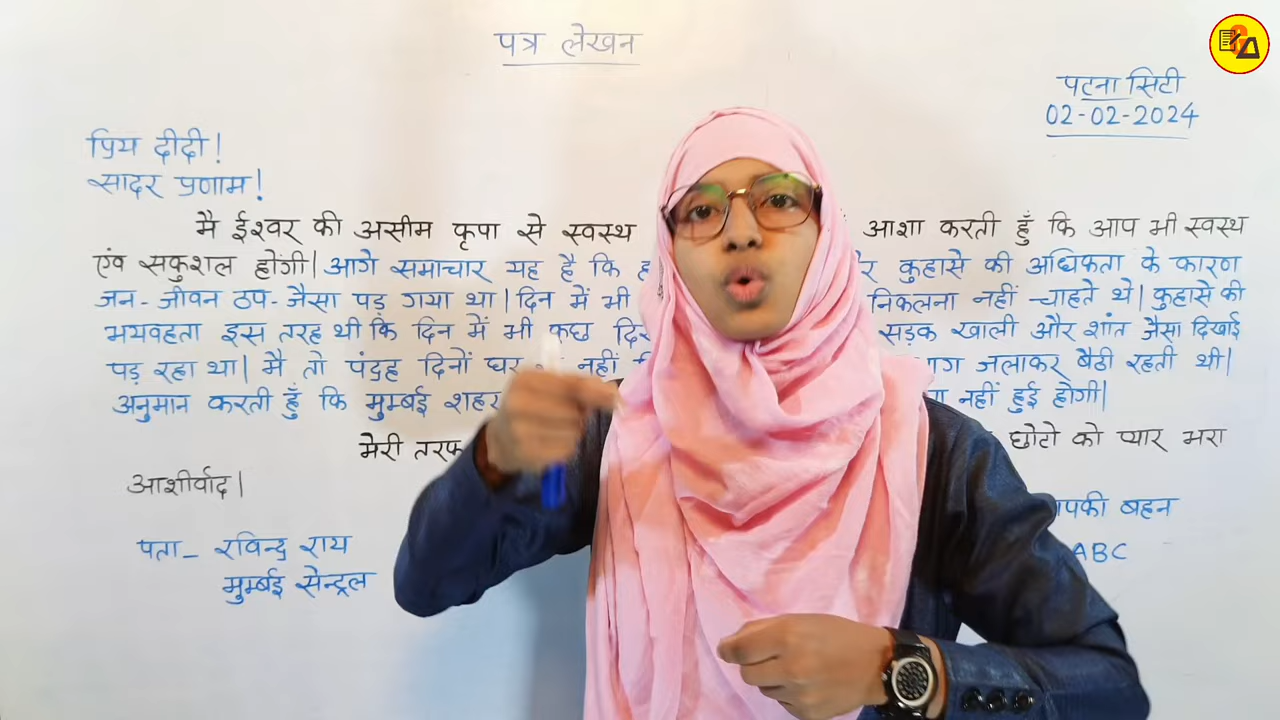 पत्र लेखन
पटना सिटी
02-02-2024
प्रिय दीदी!
सादर प्रणाम!
मै ईश्वर की असीम कृपा से स्वस्थ आशा करती हुँ कि आप भी स्वस्थ
एंव सकुशल होंगी। आगे समाचार यह है कि कुहासे की अधिकता के कारण
जन-जीवन ठप-जैसा पड़ गया था। दिन में भी निकलना नहीं चाहते थे। कुहासे की
भयवहता इस तरह थी कि दिन में भी कुछ सड़क खाली और शांत जैसा दिखाई
पड़ रहा था। मै तो पंद्रह दिनों घर नहीं जलाकर बैठी रहती थी।
अनुमान करती हुँ कि मुम्बई शहर नहीं हुई होगी।
मेरी तरफ छोटो को प्यार भरा
आशीर्वाद।
बहन
पता- रविन्द्र राय
ABC
मुम्बई सेन्ट्रल